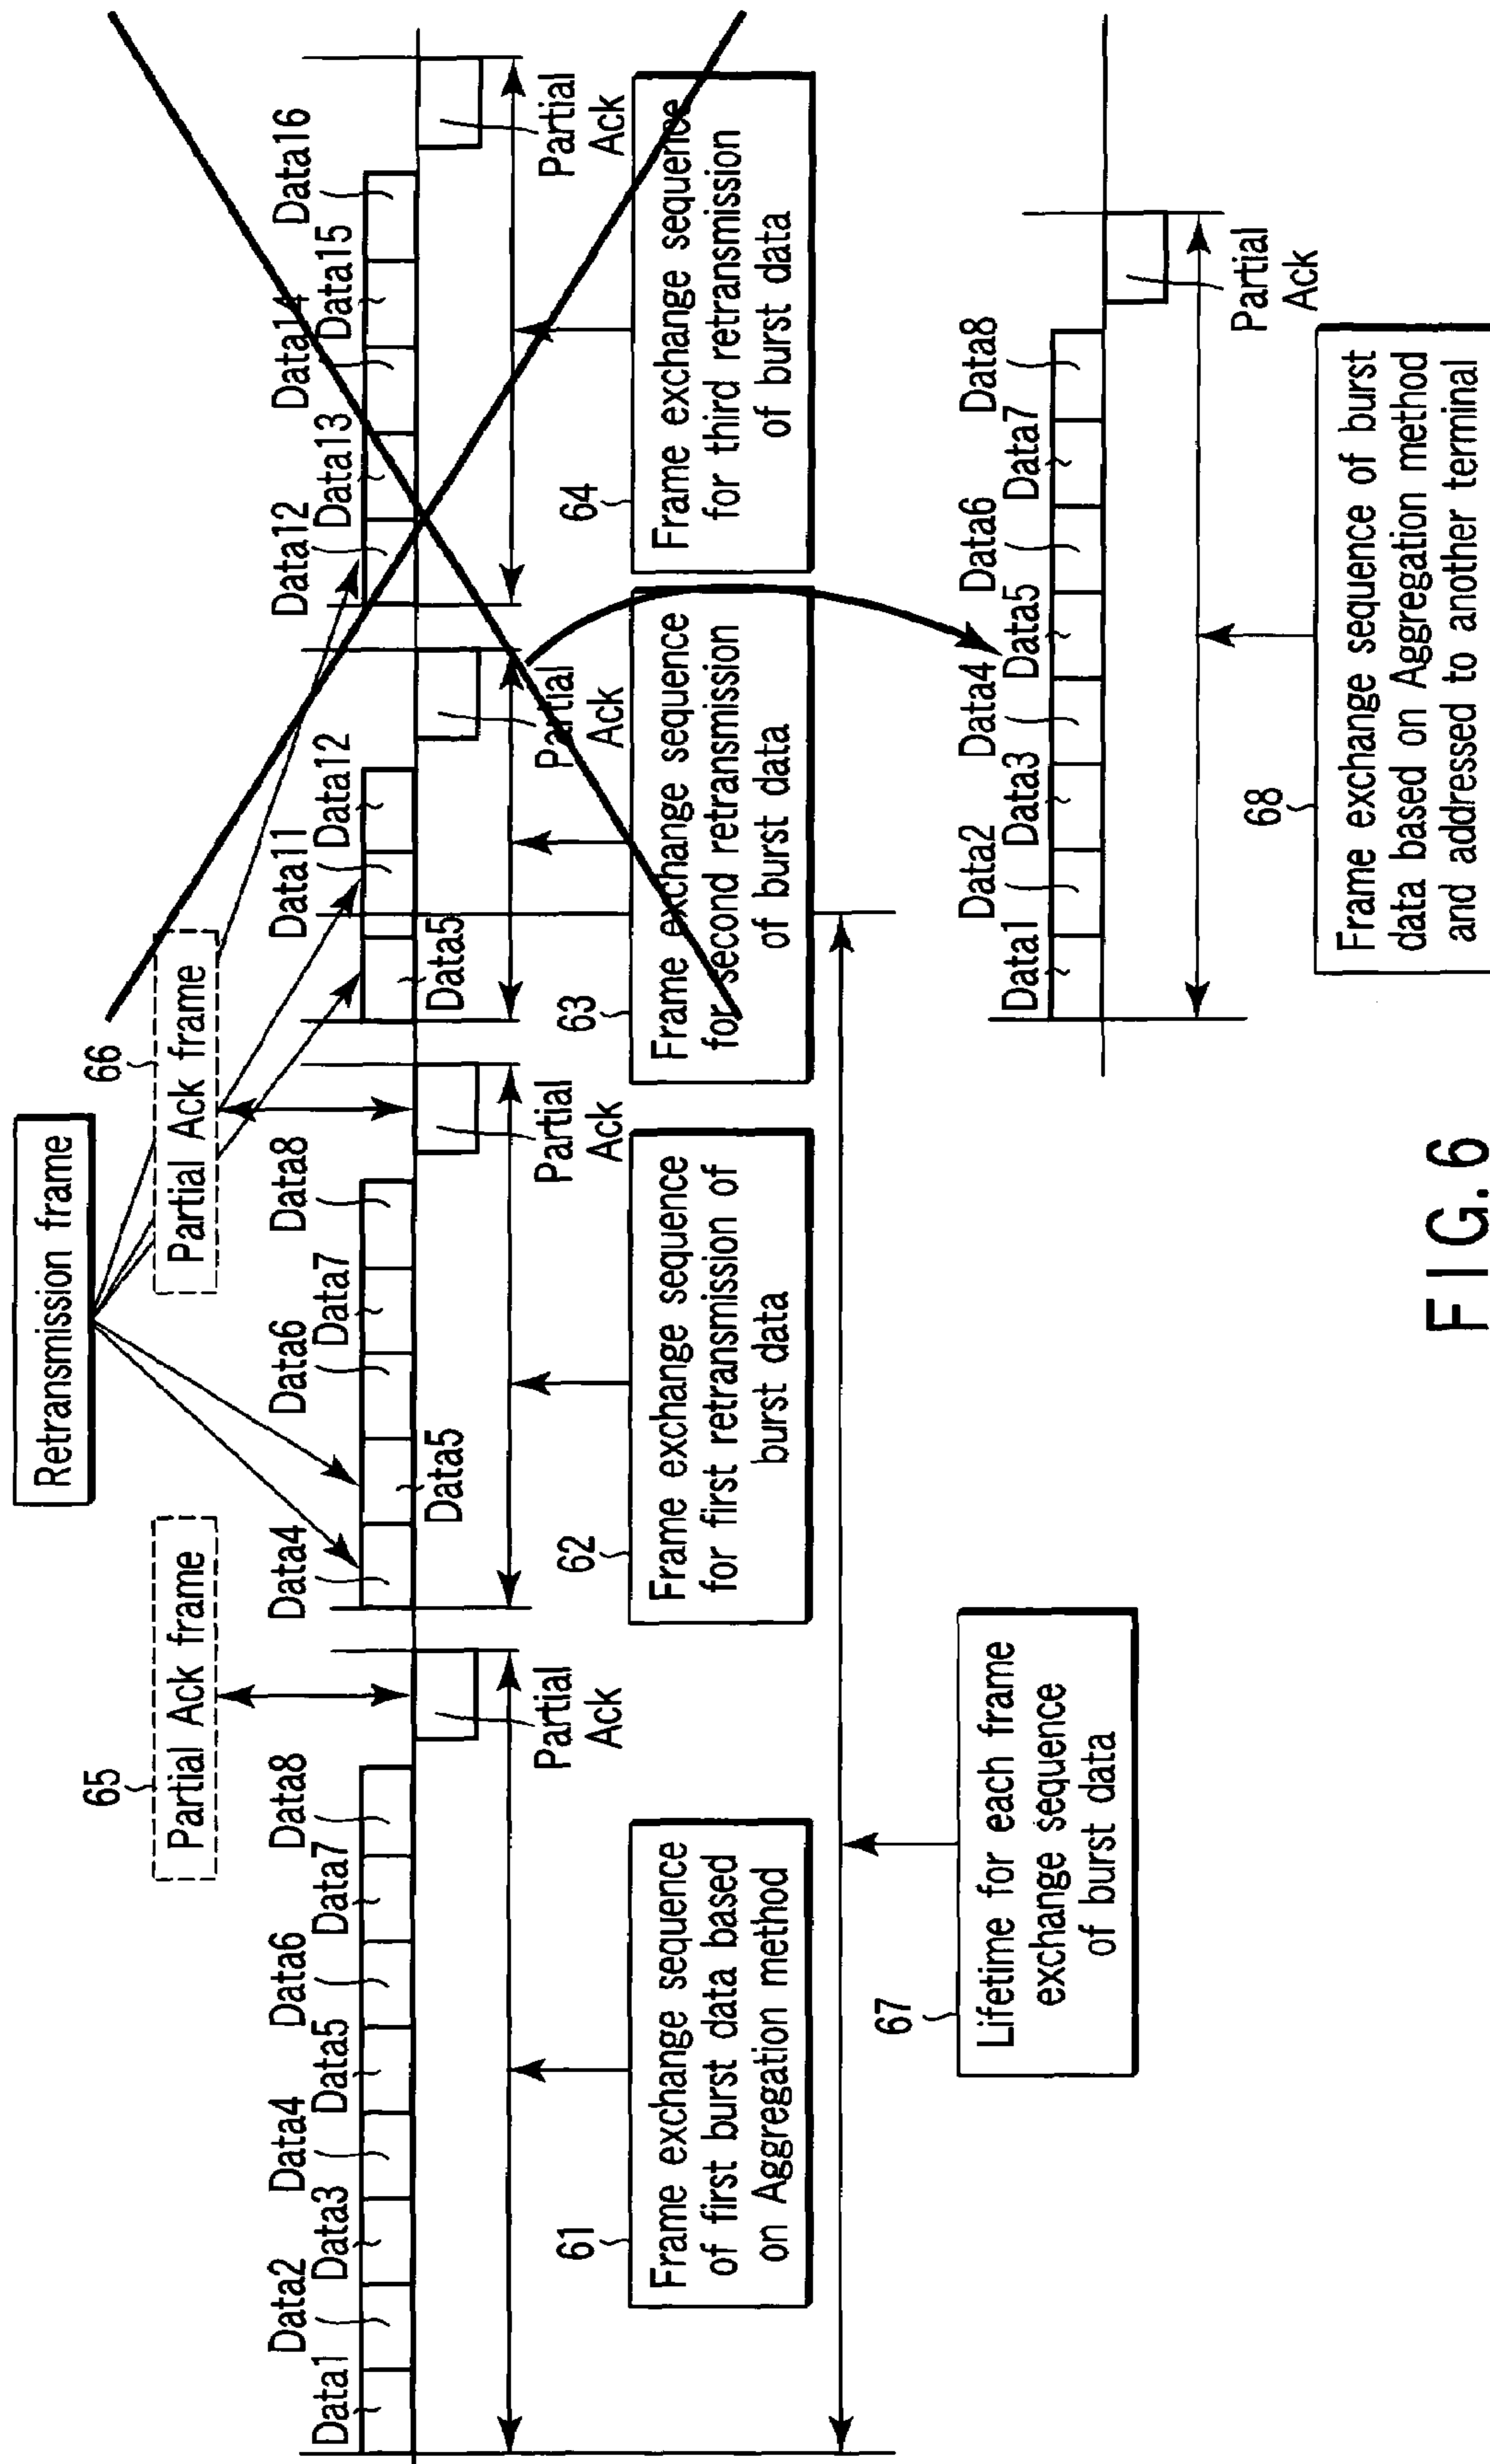 Retransmission frame
65
Partial Ack frame
66
Partial Ack frame
Data1
Data2
Data3
Data4
Data5
Data6
Data7
Data8
Partial
Ack
Data4
Data5
Data6
Data7
Data8
Partial
Ack
Data5
Data11
Data12
Partial
Ack
Data12
Data13
Data14
Data15
Data16
Partial
Ack
61
Frame exchange sequence
of first burst data based
on Aggregation method
62
Frame exchange sequence
for first retransmission of
burst data
63
Frame exchange sequence
for second retransmission
of burst data
64
Frame exchange sequence
for third retransmission
of burst data
67
Lifetime for each frame
exchange sequence
of burst data
Data1
Data2
Data3
Data4
Data5
Data6
Data7
Data8
Partial
Ack
68
Frame exchange sequence of burst
data based on Aggregation method
and addressed to another terminal
FIG. 6